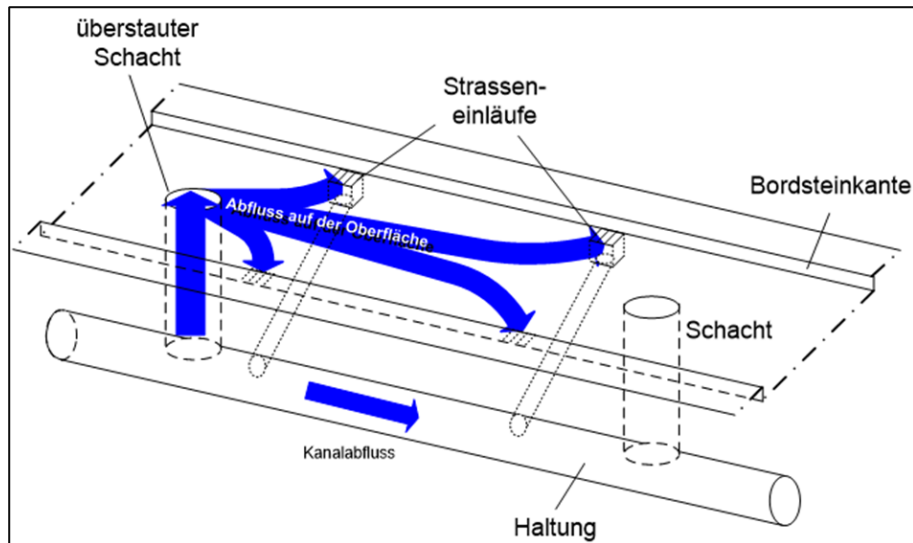 überstauter
Schacht
Strassen-
einläufe
Bordsteinkante
Abfluss auf der Oberfläche
Schacht
Kanalabfluss
Haltung